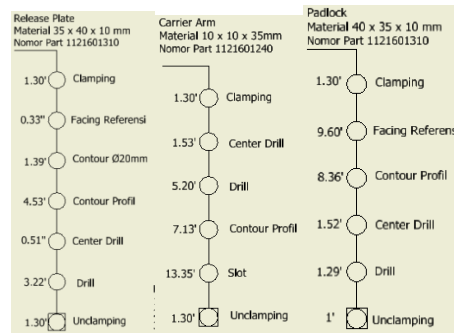 Release Plate
Material 35 x 40 x 10 mm
Nomor Part 1121601310
1.30' Clamping
0.33" Facing Referensi
1.39' Contour Ø20mm
4.53' Contour Profil
0.51" Center Drill
3.22' Drill
1.30' Unclamping
Carrier Arm
Material 10 x 10 x 35mm
Nomor Part 1121601240
1.30' Clamping
1.53' Center Drill
5.20' Drill
7.13' Contour Profil
13.35' Slot
1.30' Unclamping
Padlock
Material 40 x 35 x 10 mm
Nomor Part 1121601310
1.30' Clamping
9.60' Facing Referens
8.36' Contour Profil
1.52' Center Drill
1.29' Drill
1' Unclamping